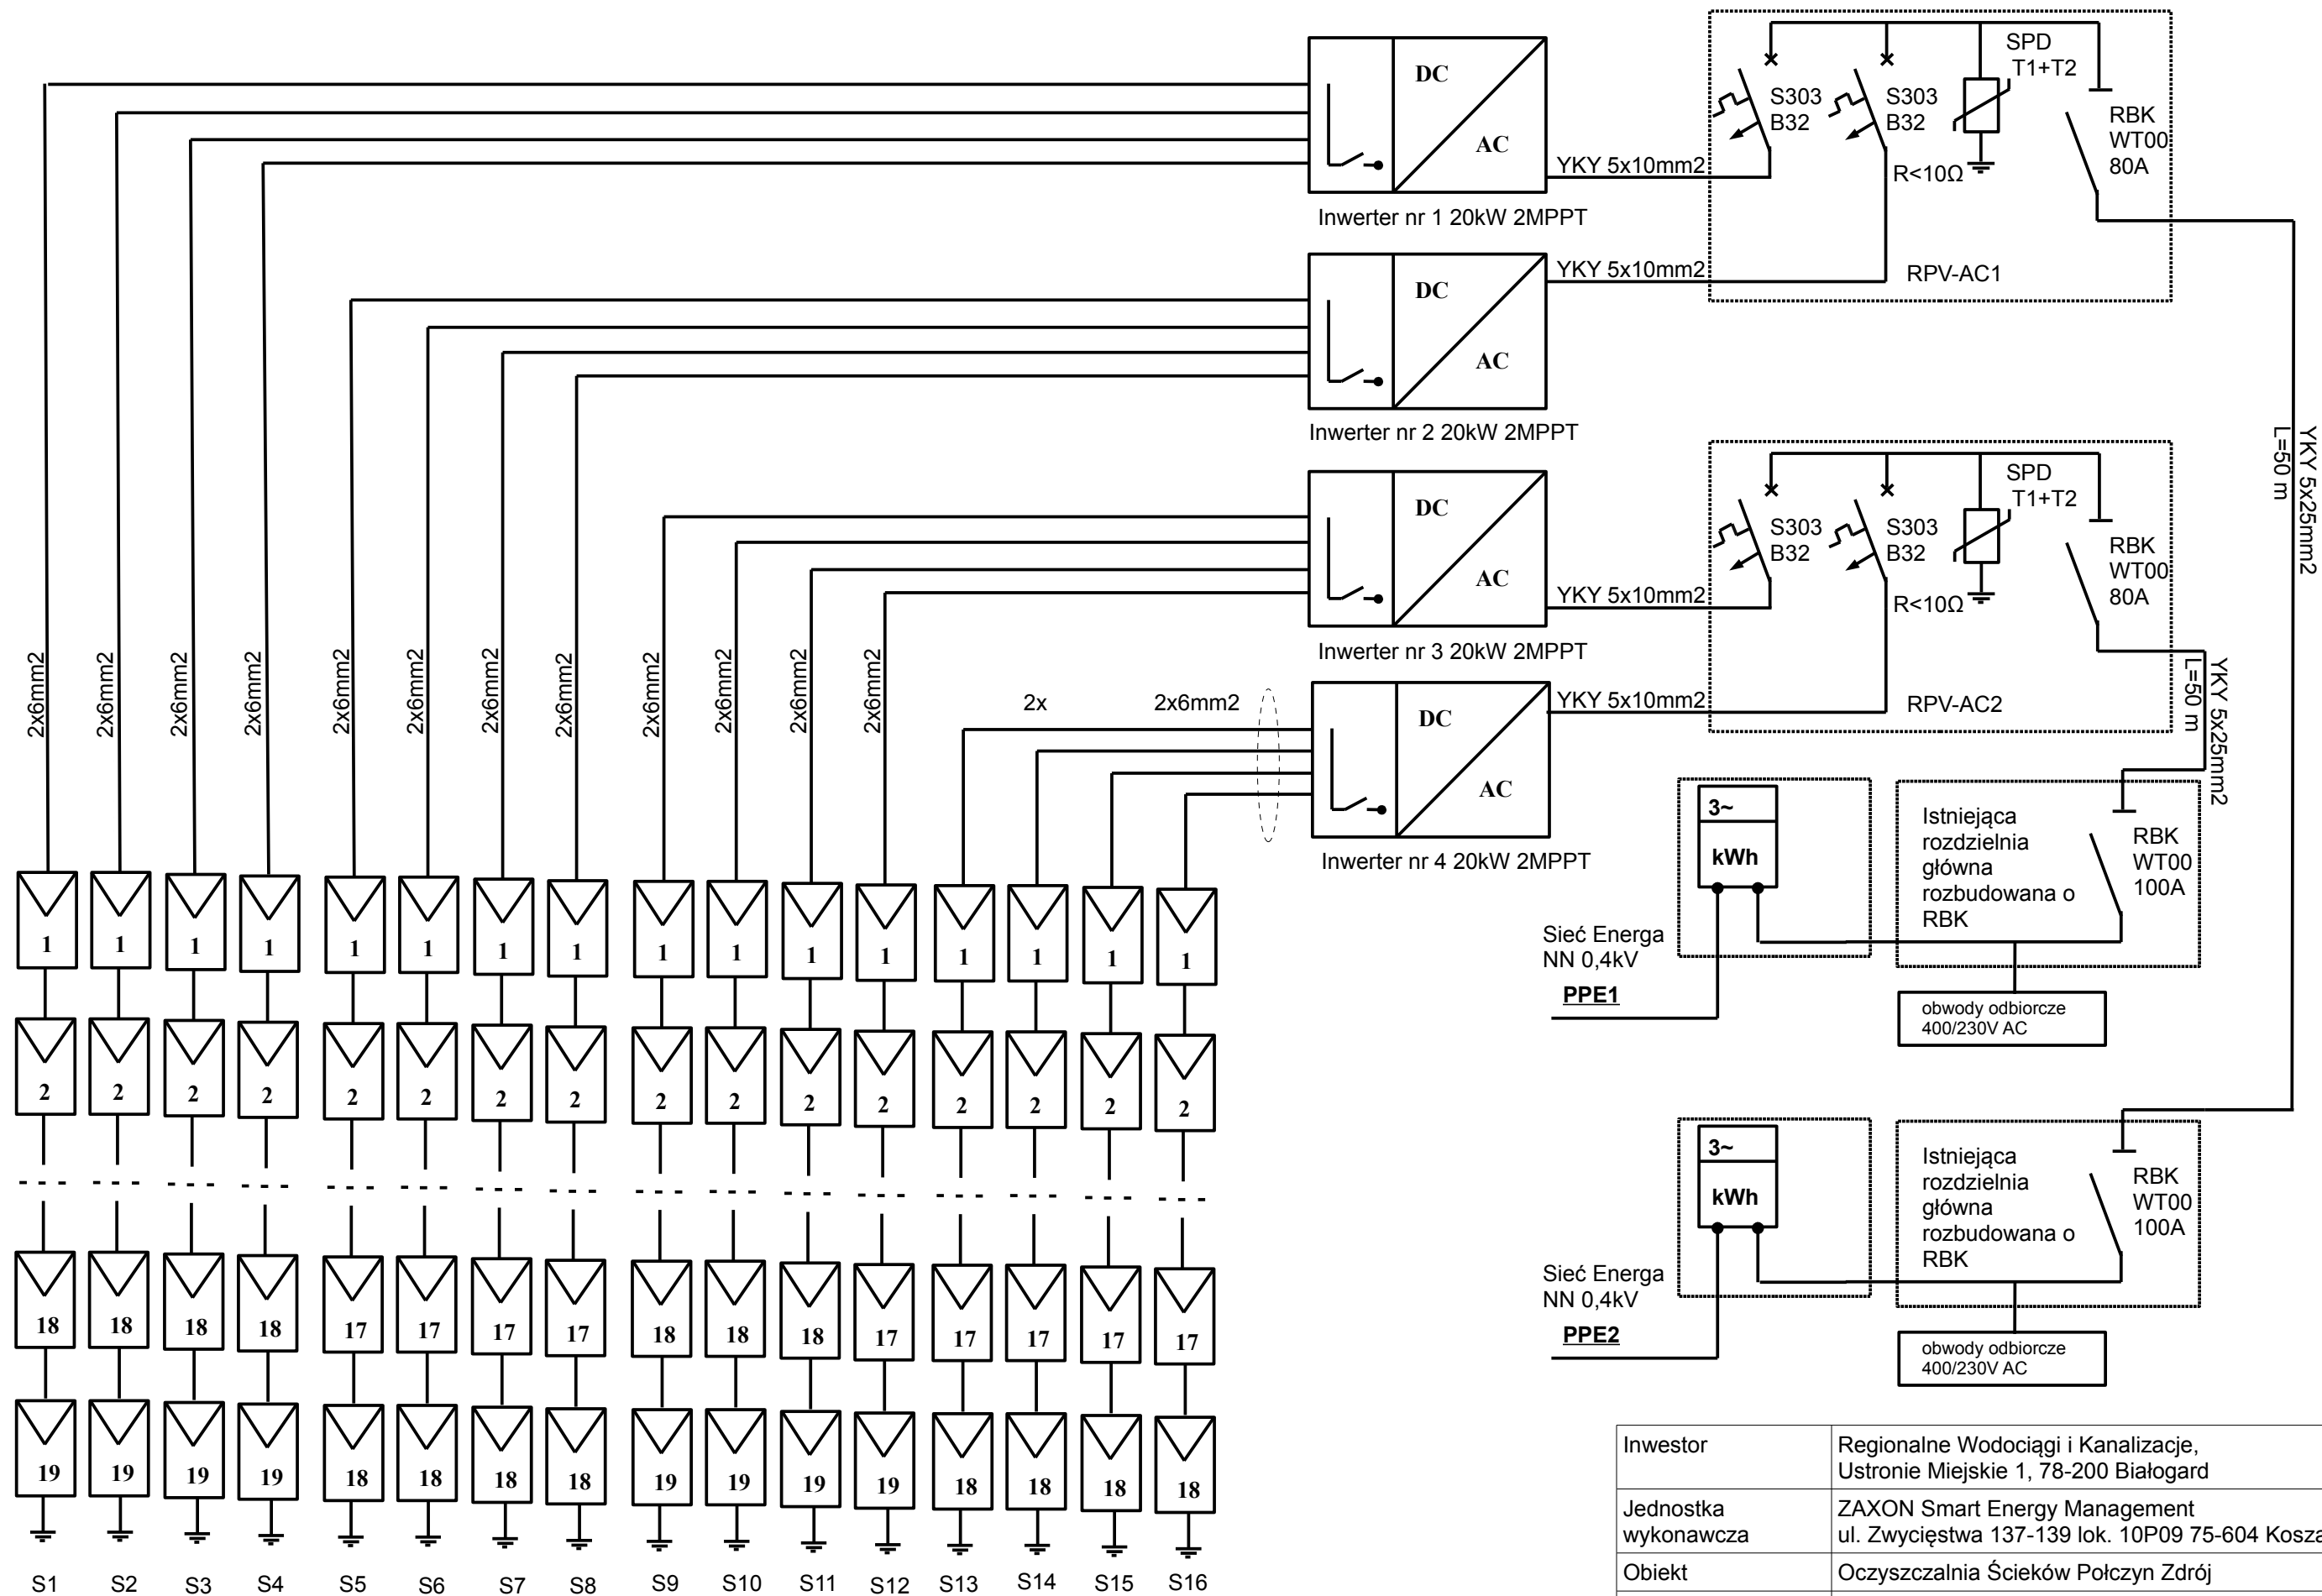 DC
AC
Inwerter nr 1 20kW 2MPPT
YKY 5x10mm2
S303
B32
S303
B32
R<10Ω
SPD
T1+T2
RBK
WT00
80A
RPV-AC1
DC
AC
Inwerter nr 2 20kW 2MPPT
YKY 5x10mm2
DC
AC
Inwerter nr 3 20kW 2MPPT
YKY 5x10mm2
S303
B32
S303
B32
R<10Ω
SPD
T1+T2
RBK
WT00
80A
RPV-AC2
DC
AC
Inwerter nr 4 20kW 2MPPT
YKY 5x10mm2
YKY 5x25mm2
L=50 m
YKY 5x25mm2
L=50 m
2x6mm2
2x6mm2
2x6mm2
2x6mm2
2x6mm2
2x6mm2
2x6mm2
2x6mm2
2x6mm2
2x6mm2
2x6mm2
2x6mm2
2x 2x6mm2
1 1 1 1 1 1 1 1 1 1 1 1 1 1 1 1
2 2 2 2 2 2 2 2 2 2 2 2 2 2 2 2
18 18 18 18 17 17 17 17 18 18 18 17 17 17 17 17
19 19 19 19 18 18 18 18 19 19 19 19 18 18 18 18
S1 S2 S3 S4 S5 S6 S7 S8 S9 S10 S11 S12 S13 S14 S15 S16
3~
kWh
Sieć Energa
NN 0,4kV
PPE1
Istniejąca
rozdzielnia
główna
rozbudowana o
RBK
RBK
WT00
100A
obwody odbiorcze
400/230V AC
3~
kWh
Sieć Energa
NN 0,4kV
PPE2
Istniejąca
rozdzielnia
główna
rozbudowana o
RBK
RBK
WT00
100A
obwody odbiorcze
400/230V AC
Inwestor
Regionalne Wodociągi i Kanalizacje,
Ustronie Miejskie 1, 78-200 Białogard
Jednostka
wykonawcza
ZAXON Smart Energy Management
ul. Zwycięstwa 137-139 lok. 10P09 75-604 Kosza
Obiekt
Oczyszczalnia Ścieków Połczyn Zdrój